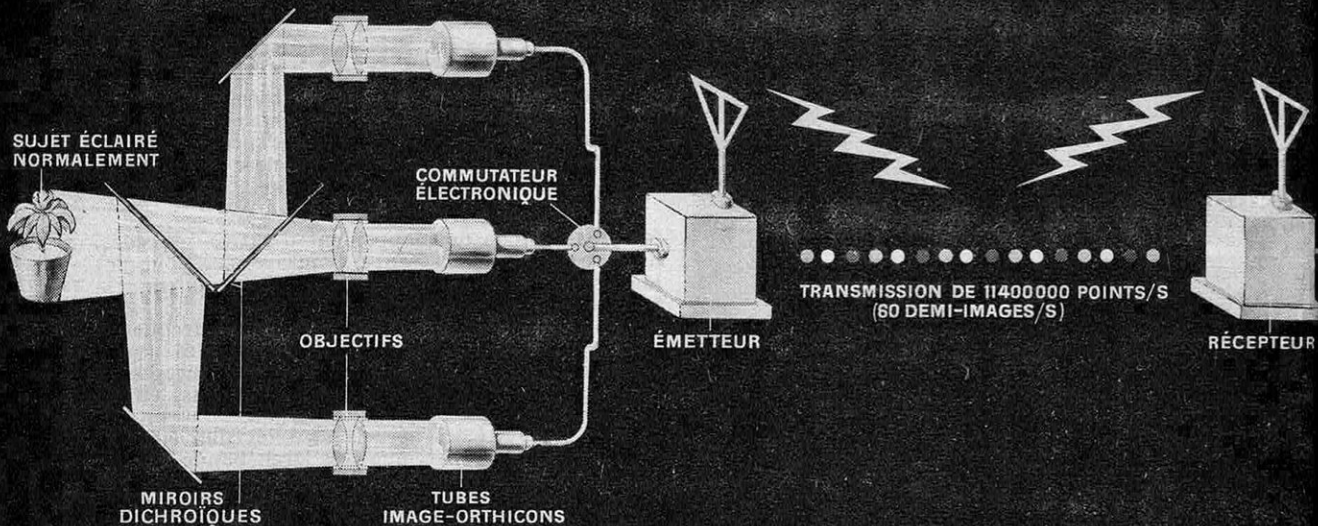 SUJET ÉCLAIRÉ
NORMALEMENT
COMMUTATEUR
ÉLECTRONIQUE
TRANSMISSION DE 11400000 POINTS/S
(60 DEMI-IMAGES/S)
OBJECTIFS
ÉMETTEUR
RÉCEPTEUR
MIROIRS
DICHROÏQUES
TUBES
IMAGE-ORTHICONS